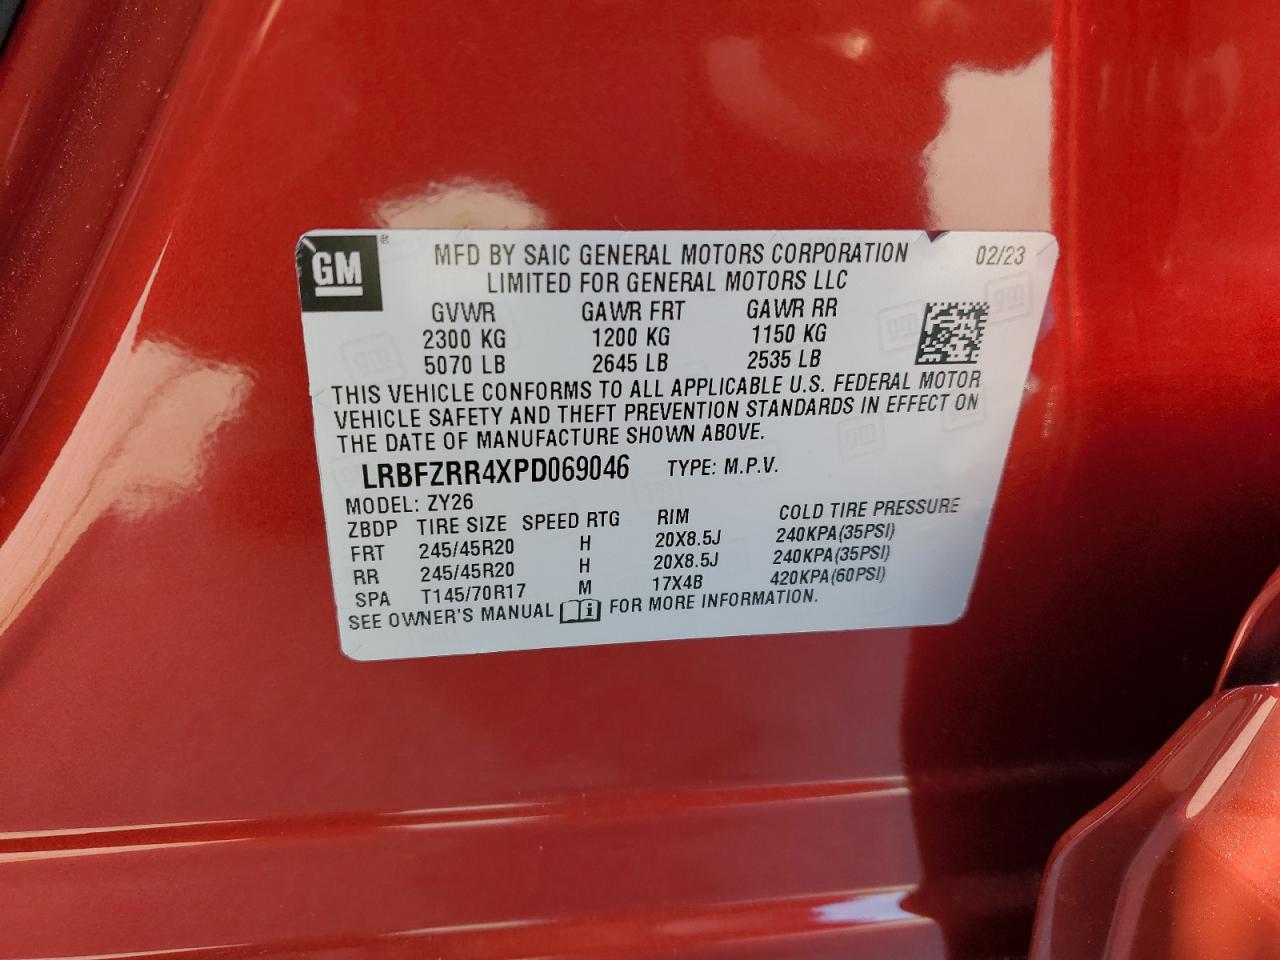 GM ® MFD BY SAIC GENERAL MOTORS CORPORATION 02/23
LIMITED FOR GENERAL MOTORS LLC
GVWR GAWR FRT GAWR RR
2300 KG 1200 KG 1150 KG
5070 LB 2645 LB 2535 LB
THIS VEHICLE CONFORMS TO ALL APPLICABLE U.S. FEDERAL MOTOR
VEHICLE SAFETY AND THEFT PREVENTION STANDARDS IN EFFECT ON
THE DATE OF MANUFACTURE SHOWN ABOVE.
LRBFZRR4XPD069046 TYPE: M.P.V.
MODEL: ZY26
ZBDP TIRE SIZE SPEED RTG RIM COLD TIRE PRESSURE
FRT 245/45R20 H 20X8.5J 240KPA(35PSI)
RR 245/45R20 H 20X8.5J 240KPA(35PSI)
SPA T145/70R17 M 17X4B 420KPA(60PSI)
SEE OWNER'S MANUAL i FOR MORE INFORMATION.